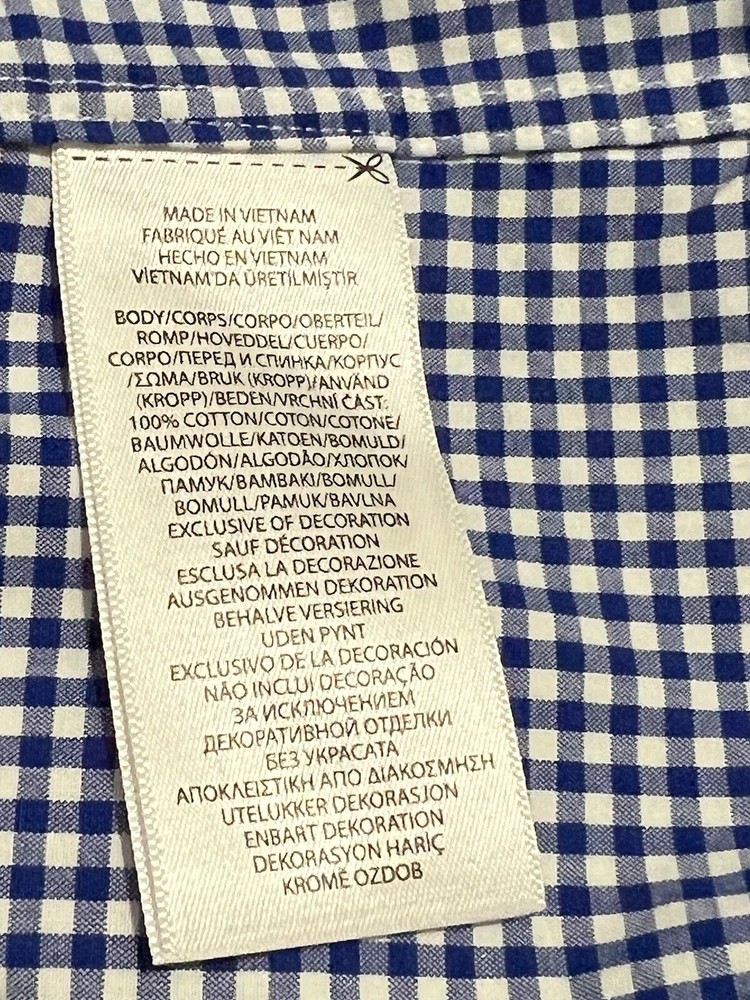 MADE IN VIETNAM
FABRIQUÉ AU VIÊT NAM
HECHO EN VIETNAM
VİETNAM'DA ÜRETİLMİŞTİR
BODY/CORPS/CORPO/OBERTEIL/
ROMP/HOVEDDEL/CUERPO/
CORPO/ПЕРЕД И СПИНКА/КОРПУС
/ΣΩΜΑ/BRUK (KROPP)/ANVÄND
(KROPP)/BEDEN/VRCHNÍ ČÁST:
100% COTTON/COTON/COTONE/
BAUMWOLLE/KATOEN/BOMULD/
ALGODÓN/ALGODÃO/ХЛОПОК/
ПАМУК/ΒΑΜΒΑΚΙ/BOMULL/
BOMULL/PAMUK/BAVLNA
EXCLUSIVE OF DECORATION
SAUF DÉCORATION
ESCLUSA LA DECORAZIONE
AUSGENOMMEN DEKORATION
BEHALVE VERSIERING
UDEN PYNT
EXCLUSIVO DE LA DECORACIÓN
NÃO INCLUI DECORAÇÃO
ЗА ИСКЛЮЧЕНИЕМ
ДЕКОРАТИВНОЙ ОТДЕЛКИ
БЕЗ УКРАСАТА
ΑΠΟΚΛΕΙΣΤΙΚΗ ΑΠΟ ΔΙΑΚΟΣΜΗΣΗ
UTELUKKER DEKORASJON
ENBART DEKORATION
DEKORASYON HARİÇ
KROMĚ OZDOB